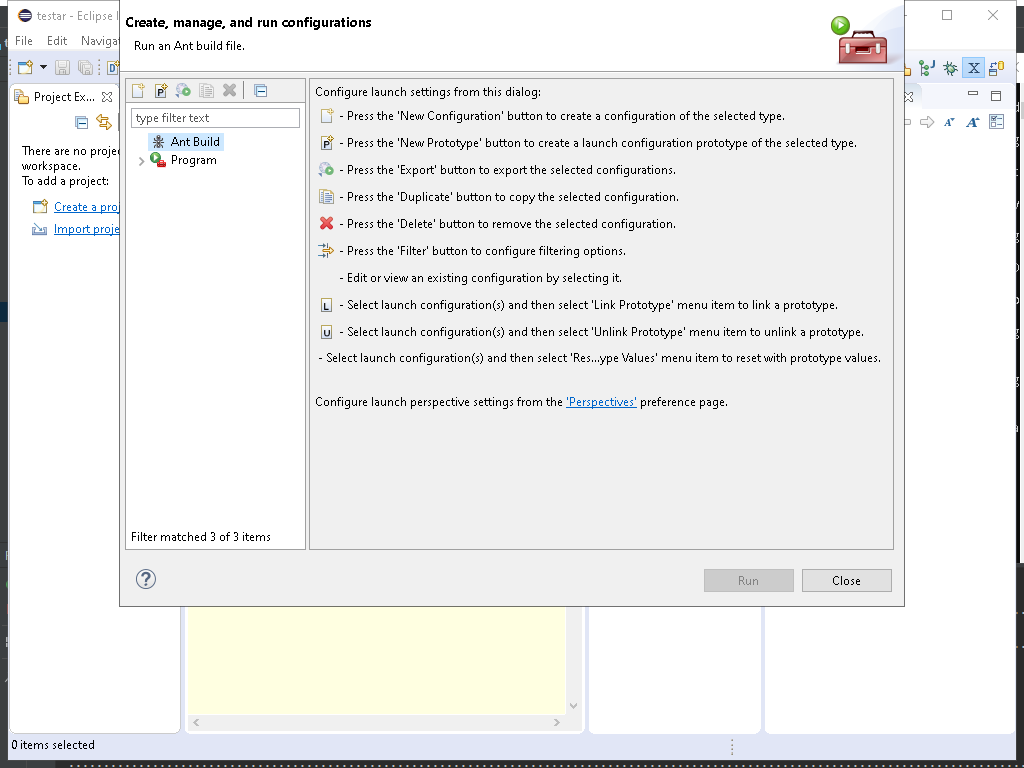 testar - Eclipse I
File Edit Naviga
Project Ex...
There are no proje
workspace.
To add a project:
Create a proj
Import proje
0 items selected
Create, manage, and run configurations
Run an Ant build file.
type filter text
Ant Build
Program
Filter matched 3 of 3 items
Configure launch settings from this dialog:
- Press the 'New Configuration' button to create a configuration of the selected type.
P - Press the 'New Prototype' button to create a launch configuration prototype of the selected type.
- Press the 'Export' button to export the selected configurations.
- Press the 'Duplicate' button to copy the selected configuration.
- Press the 'Delete' button to remove the selected configuration.
- Press the 'Filter' button to configure filtering options.
- Edit or view an existing configuration by selecting it.
L - Select launch configuration(s) and then select 'Link Prototype' menu item to link a prototype.
U - Select launch configuration(s) and then select 'Unlink Prototype' menu item to unlink a prototype.
- Select launch configuration(s) and then select 'Res...ype Values' menu item to reset with prototype values.
Configure launch perspective settings from the 'Perspectives' preference page.
Run
Close